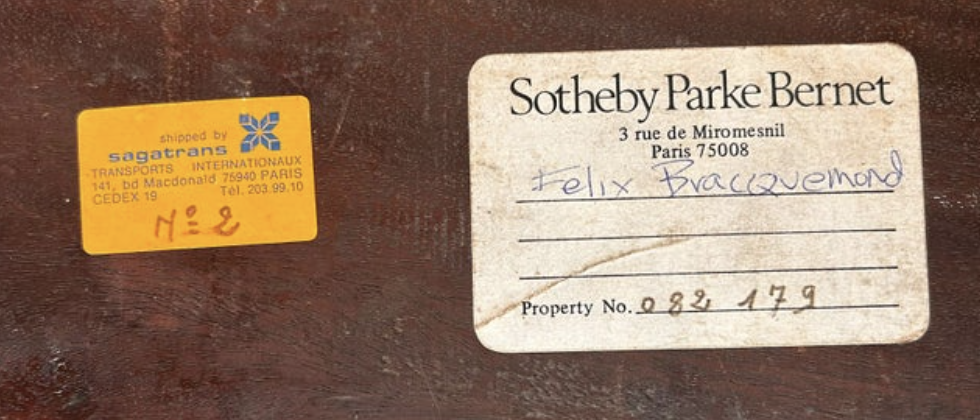 shipped by
sagatrans
TRANSPORTS INTERNATIONAUX
141, bd Macdonald 75940 PARIS
CEDEX 19 Tél. 203.99.10
Nº 2
Sotheby Parke Bernet
3 rue de Miromesnil
Paris 75008
Felix Bracquemond
Property No. 082 179